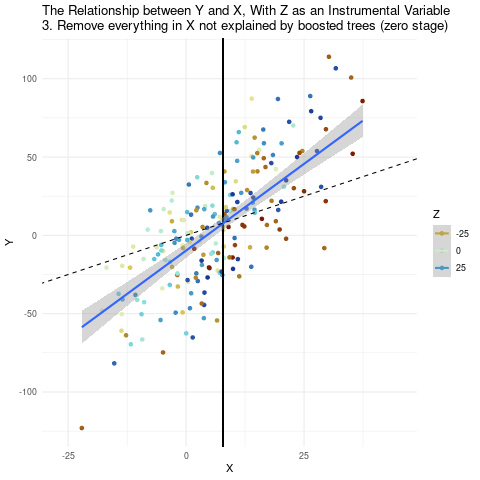 The Relationship between Y and X, With Z as an Instrumental Variable
3. Remove everything in X not explained by boosted trees (zero stage)
100
50
0
-50
-100
Y
-25
0
25
X
Z
-25
0
25